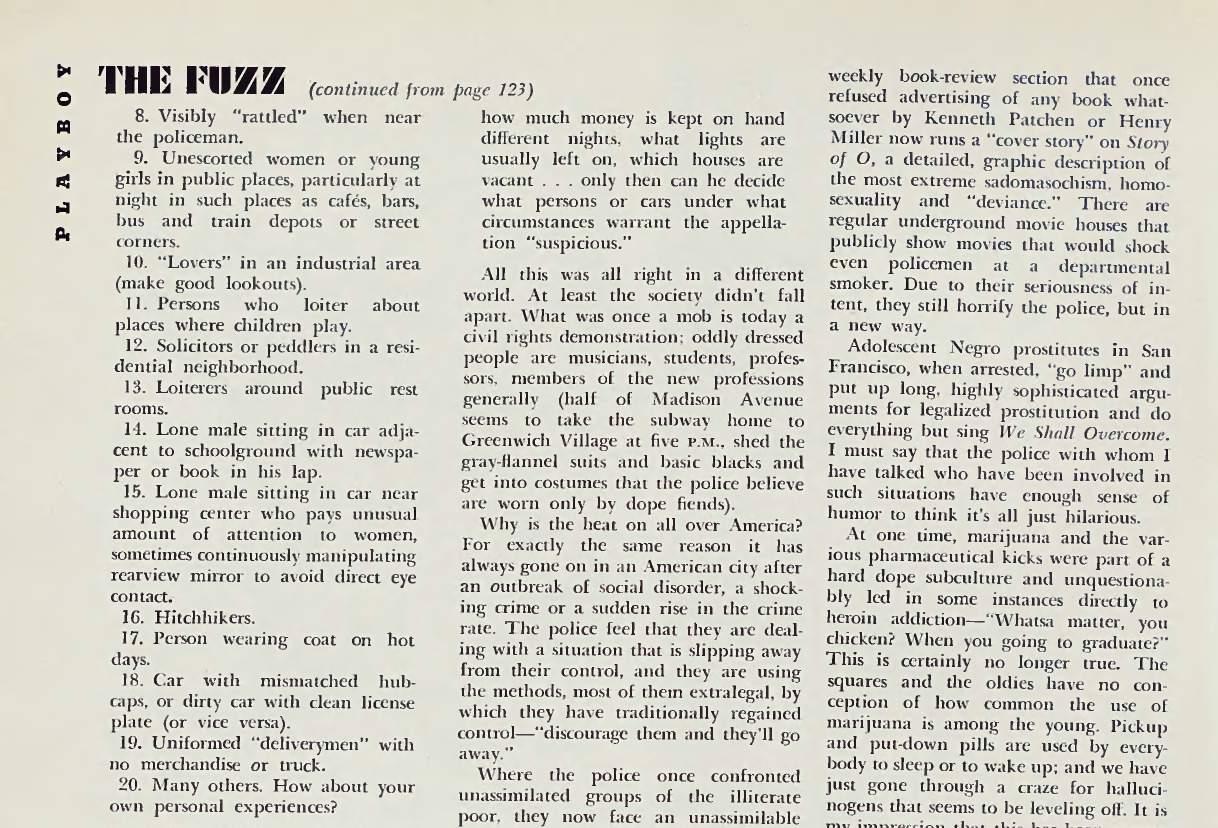 PLAYBOY
THE FUZZ (continued from page 123)
8. Visibly "rattled" when near
the policeman.
9. Unescorted women or young
girls in public places, particularly at
night in such places as cafés, bars,
bus and train depots or street
corners.
10. "Lovers" in an industrial area
(make good lookouts).
11. Persons who loiter about
places where children play.
12. Solicitors or peddlers in a resi-
dential neighborhood.
13. Loiterers around public rest
rooms.
14. Lone male sitting in car adja-
cent to schoolground with newspa-
per or book in his lap.
15. Lone male sitting in car near
shopping center who pays unusual
amount of attention to women,
sometimes continuously manipulating
rearview mirror to avoid direct eye
contact.
16. Hitchhikers.
17. Person wearing coat on hot
days.
18. Car with mismatched hub-
caps, or dirty car with clean license
plate (or vice versa).
19. Uniformed "deliverymen" with
no merchandise or truck.
20. Many others. How about your
own personal experiences?
how much money is kept on hand
different nights, what lights are
usually left on, which houses are
vacant . . . only then can he decide
what persons or cars under what
circumstances warrant the appella-
tion "suspicious."
All this was all right in a different
world. At least the society didn't fall
apart. What was once a mob is today a
civil rights demonstration; oddly dressed
people are musicians, students, profes-
sors, members of the new professions
generally (half of Madison Avenue
seems to take the subway home to
Greenwich Village at five P.M., shed the
gray-flannel suits and basic blacks and
get into costumes that the police believe
are worn only by dope fiends).
Why is the heat on all over America?
For exactly the same reason it has
always gone on in an American city after
an outbreak of social disorder, a shock-
ing crime or a sudden rise in the crime
rate. The police feel that they are deal-
ing with a situation that is slipping away
from their control, and they are using
the methods, most of them extralegal, by
which they have traditionally regained
control—"discourage them and they'll go
away."
Where the police once confronted
unassimilated groups of the illiterate
poor, they now face an unassimilable
weekly book-review section that once
refused advertising of any book what-
soever by Kenneth Patchen or Henry
Miller now runs a "cover story" on Story
of O, a detailed, graphic description of
the most extreme sadomasochism, homo-
sexuality and "deviance." There are
regular underground movie houses that
publicly show movies that would shock
even policemen at a departmental
smoker. Due to their seriousness of in-
tent, they still horrify the police, but in
a new way.
Adolescent Negro prostitutes in San
Francisco, when arrested, "go limp" and
put up long, highly sophisticated argu-
ments for legalized prostitution and do
everything but sing We Shall Overcome.
I must say that the police with whom I
have talked who have been involved in
such situations have enough sense of
humor to think it's all just hilarious.
At one time, marijuana and the var-
ious pharmaceutical kicks were part of a
hard dope subculture and unquestiona-
bly led in some instances directly to
heroin addiction—"Whatsa matter, you
chicken? When you going to graduate?"
This is certainly no longer true. The
squares and the oldies have no con-
ception of how common the use of
marijuana is among the young. Pickup
and put-down pills are used by every-
body to sleep or to wake up; and we have
just gone through a craze for halluci-
nogens that seems to be leveling off. It is
my impression that this has